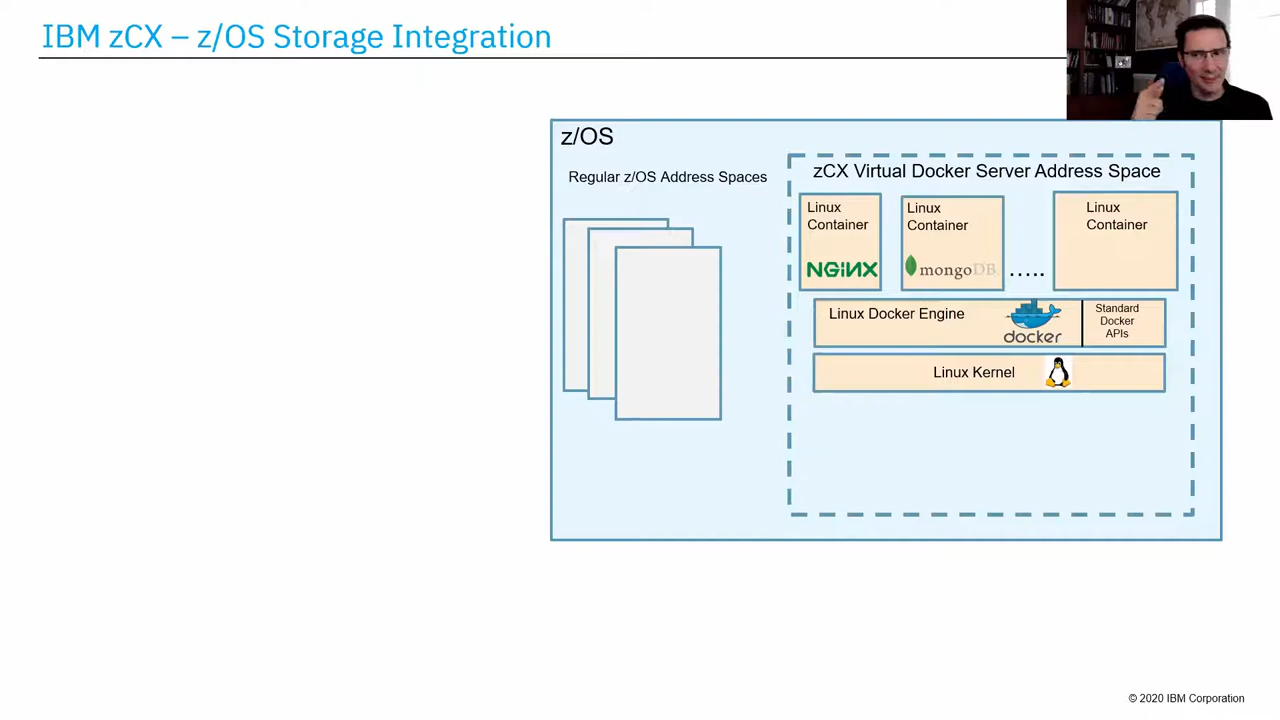 IBM zCX – z/OS Storage Integration
z/OS
Regular z/OS Address Spaces
zCX Virtual Docker Server Address Space
Linux
Container
NGINX
Linux
Container
mongoDB
.....
Linux
Container
Linux Docker Engine
docker
Standard
Docker
APIs
Linux Kernel
© 2020 IBM Corporation